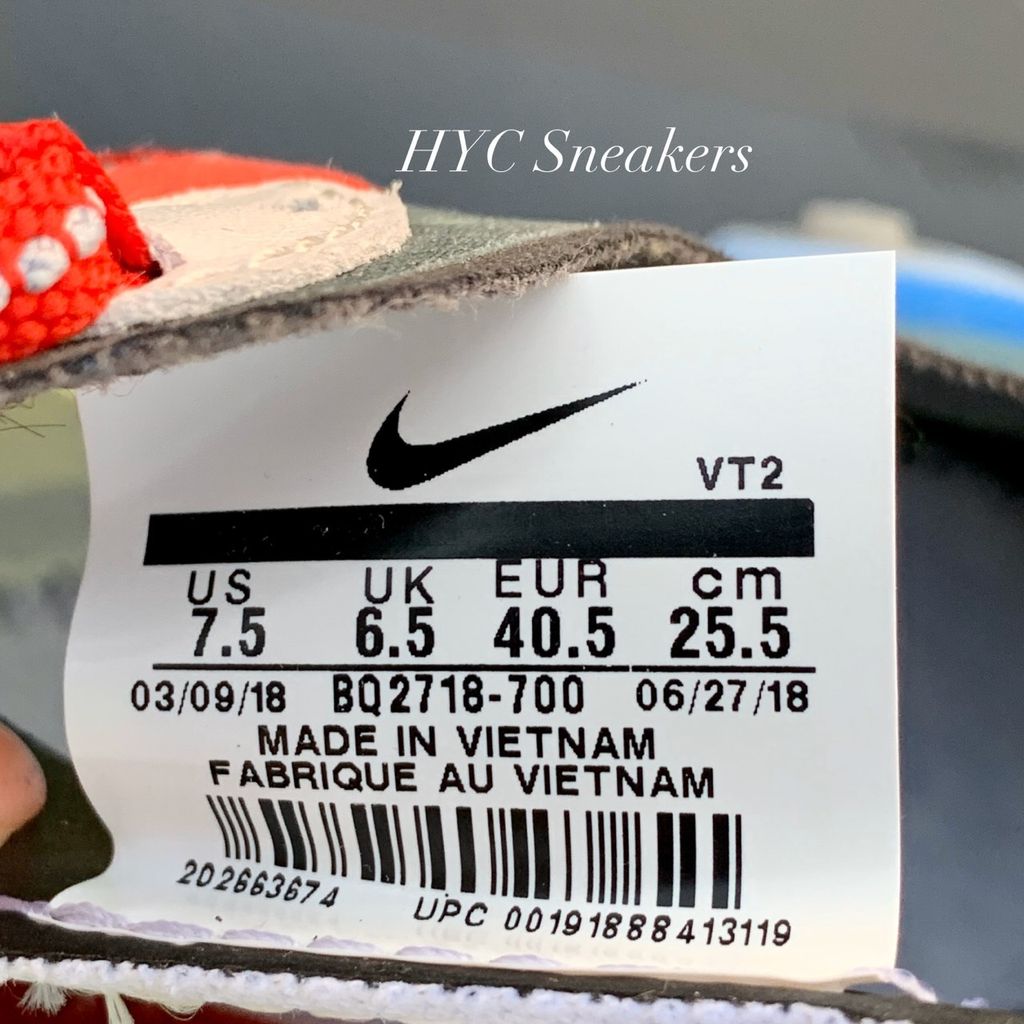 HYC Sneakers
VT2
US UK EUR cm
7.5 6.5 40.5 25.5
03/09/18 BQ2718-700 06/27/18
MADE IN VIETNAM
FABRIQUE AU VIETNAM
202663674 UPC 00191888413119